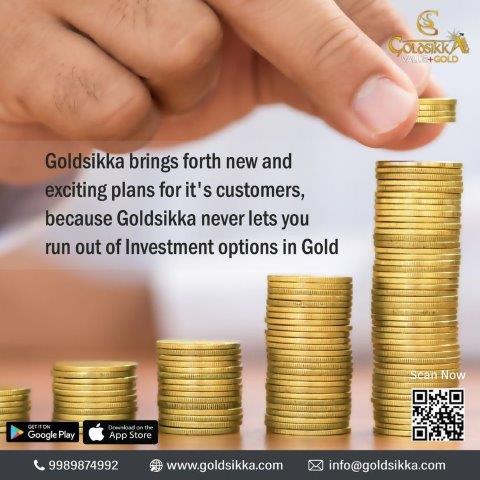 GOLDSIKKA
VALUE+GOLD
Goldsikka brings forth new and
exciting plans for it's customers,
because Goldsikka never lets you
run out of Investment options in Gold
Scan Now
GET IT ON
Google Play
Download on the
App Store
9989874992
www.goldsikka.com
info@goldsikka.com